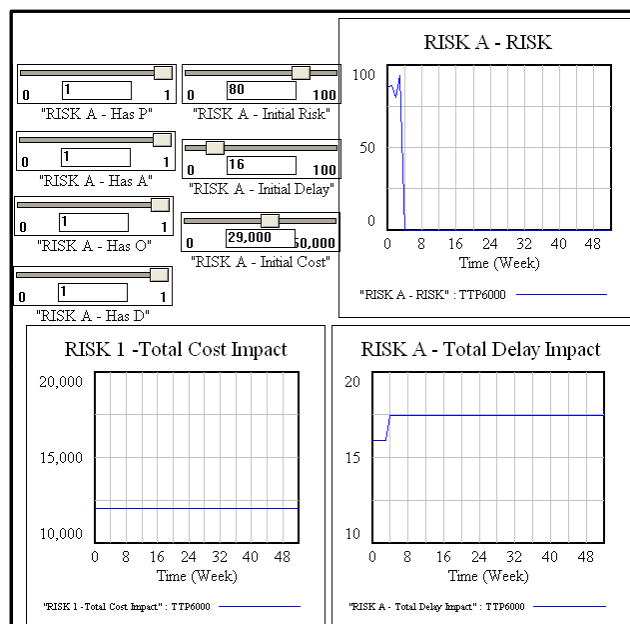 1
0 1
"RISK A - Has P"
1
0 1
"RISK A - Has A"
1
0 1
"RISK A - Has O"
1
0 1
"RISK A - Has D"
80
0 100
"RISK A - Initial Risk"
16
0 100
"RISK A - Initial Delay"
29,000
0 50,000
"RISK A - Initial Cost"
RISK A - RISK
100
50
0
0 8 16 24 32 40 48
Time (Week)
"RISK A - RISK" : TTP6000
RISK 1 -Total Cost Impact
20,000
15,000
10,000
0 8 16 24 32 40 48
Time (Week)
"RISK 1 -Total Cost Impact" : TTP6000
RISK A - Total Delay Impact
20
15
10
0 8 16 24 32 40 48
Time (Week)
"RISK A - Total Delay Impact" : TTP6000